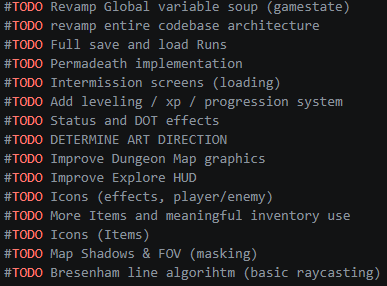 #TODO Revamp Global variable soup (gamestate)
#TODO revamp entire codebase architecture
#TODO Full save and load Runs
#TODO Permadeath implementation
#TODO Intermission screens (loading)
#TODO Add leveling / xp / progression system
#TODO Status and DOT effects
#TODO DETERMINE ART DIRECTION
#TODO Improve Dungeon Map graphics
#TODO Improve Explore HUD
#TODO Icons (effects, player/enemy)
#TODO More Items and meaningful inventory use
#TODO Icons (Items)
#TODO Map Shadows & FOV (masking)
#TODO Bresenham line algorihtm (basic raycasting)